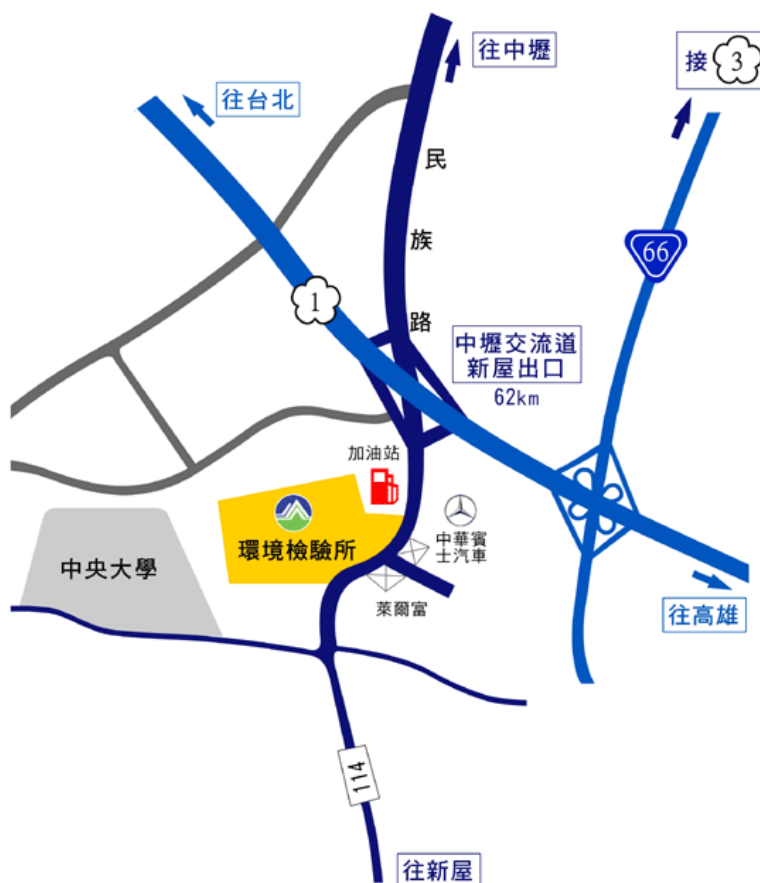 往中壢
接 3
往台北
民
族
路
66
1
中壢交流道
新屋出口
62km
加油站
環境檢驗所
中華賓
士汽車
中央大學
萊爾富
往高雄
114
往新屋